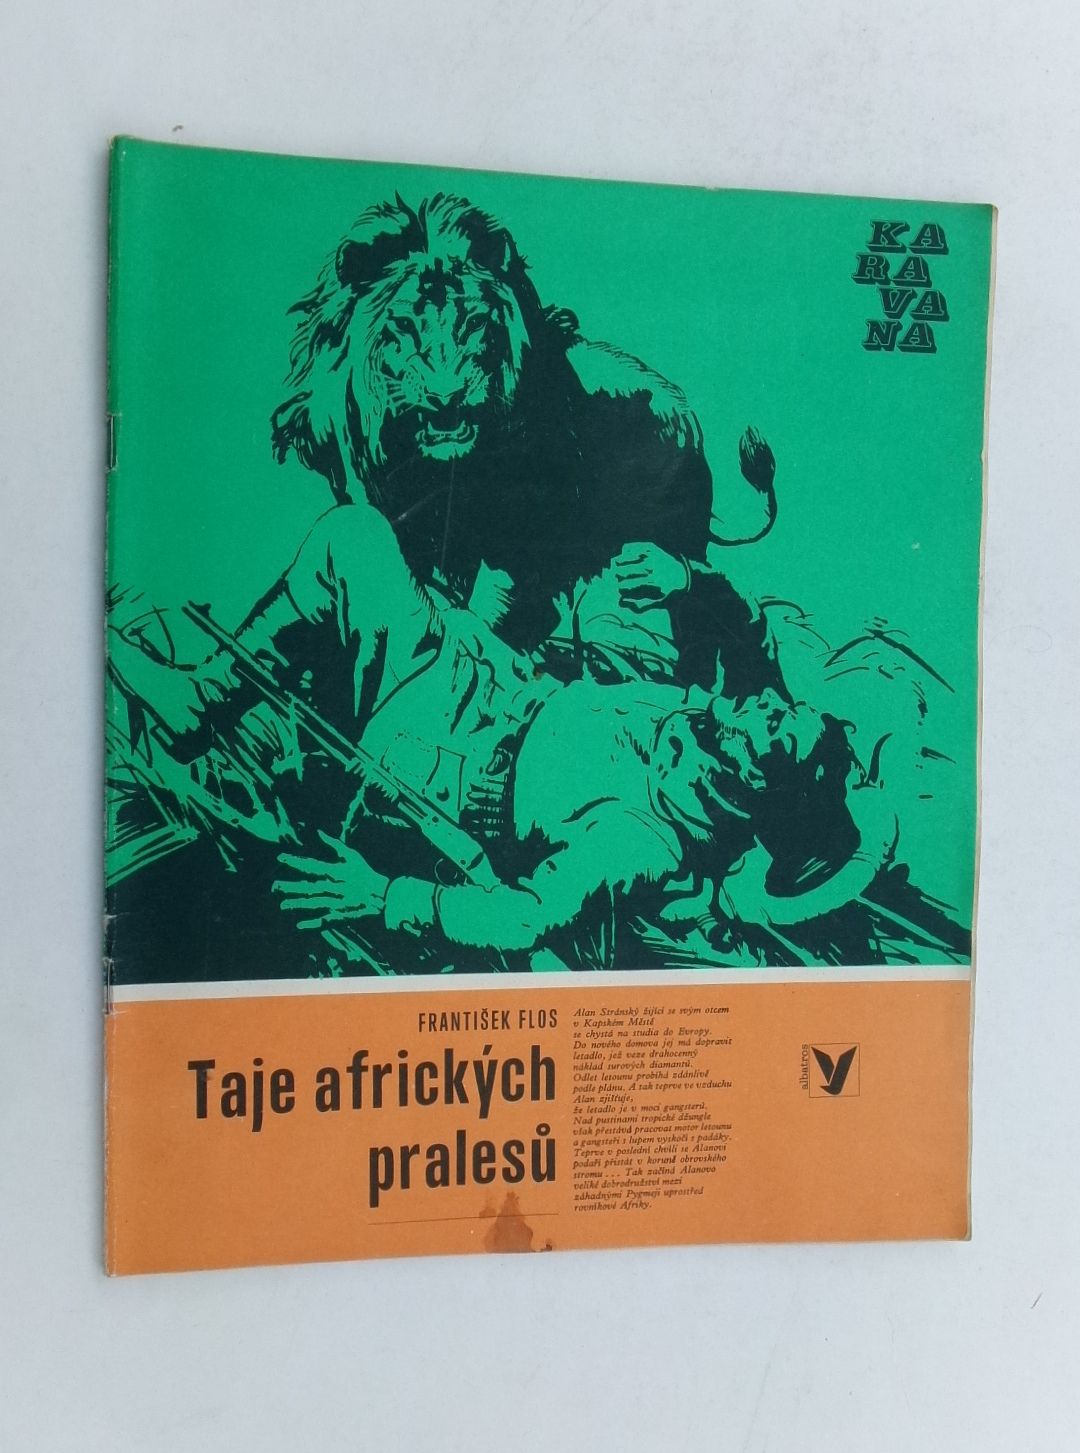 KA
RA
VA
NA
FRANTIŠEK FLOS
Taje afrických
pralesů
Alan Stránský žijící se svým otcem
v Kapském Městě
se chystá na studia do Evropy.
Do nového domova jej má dopravit
letadlo, jež veze drahocenný
náklad surových diamantů.
Odlet letounu probíhá zdánlivě
podle plánu. A tak teprve ve vzduchu
Alan zjišťuje,
že letadlo je v moci gangsterů.
Nad pustinami tropické džungle
však přestává pracovat motor letounu
a gangsteři s lupem vyskočí s padáky.
Teprve v poslední chvíli se Alanovi
podaří přistát v koruně obrovského
stromu... Tak začíná Alanovo
veliké dobrodružství mezi
záhadnými Pygmeji uprostřed
rovníkové Afriky.
albatros